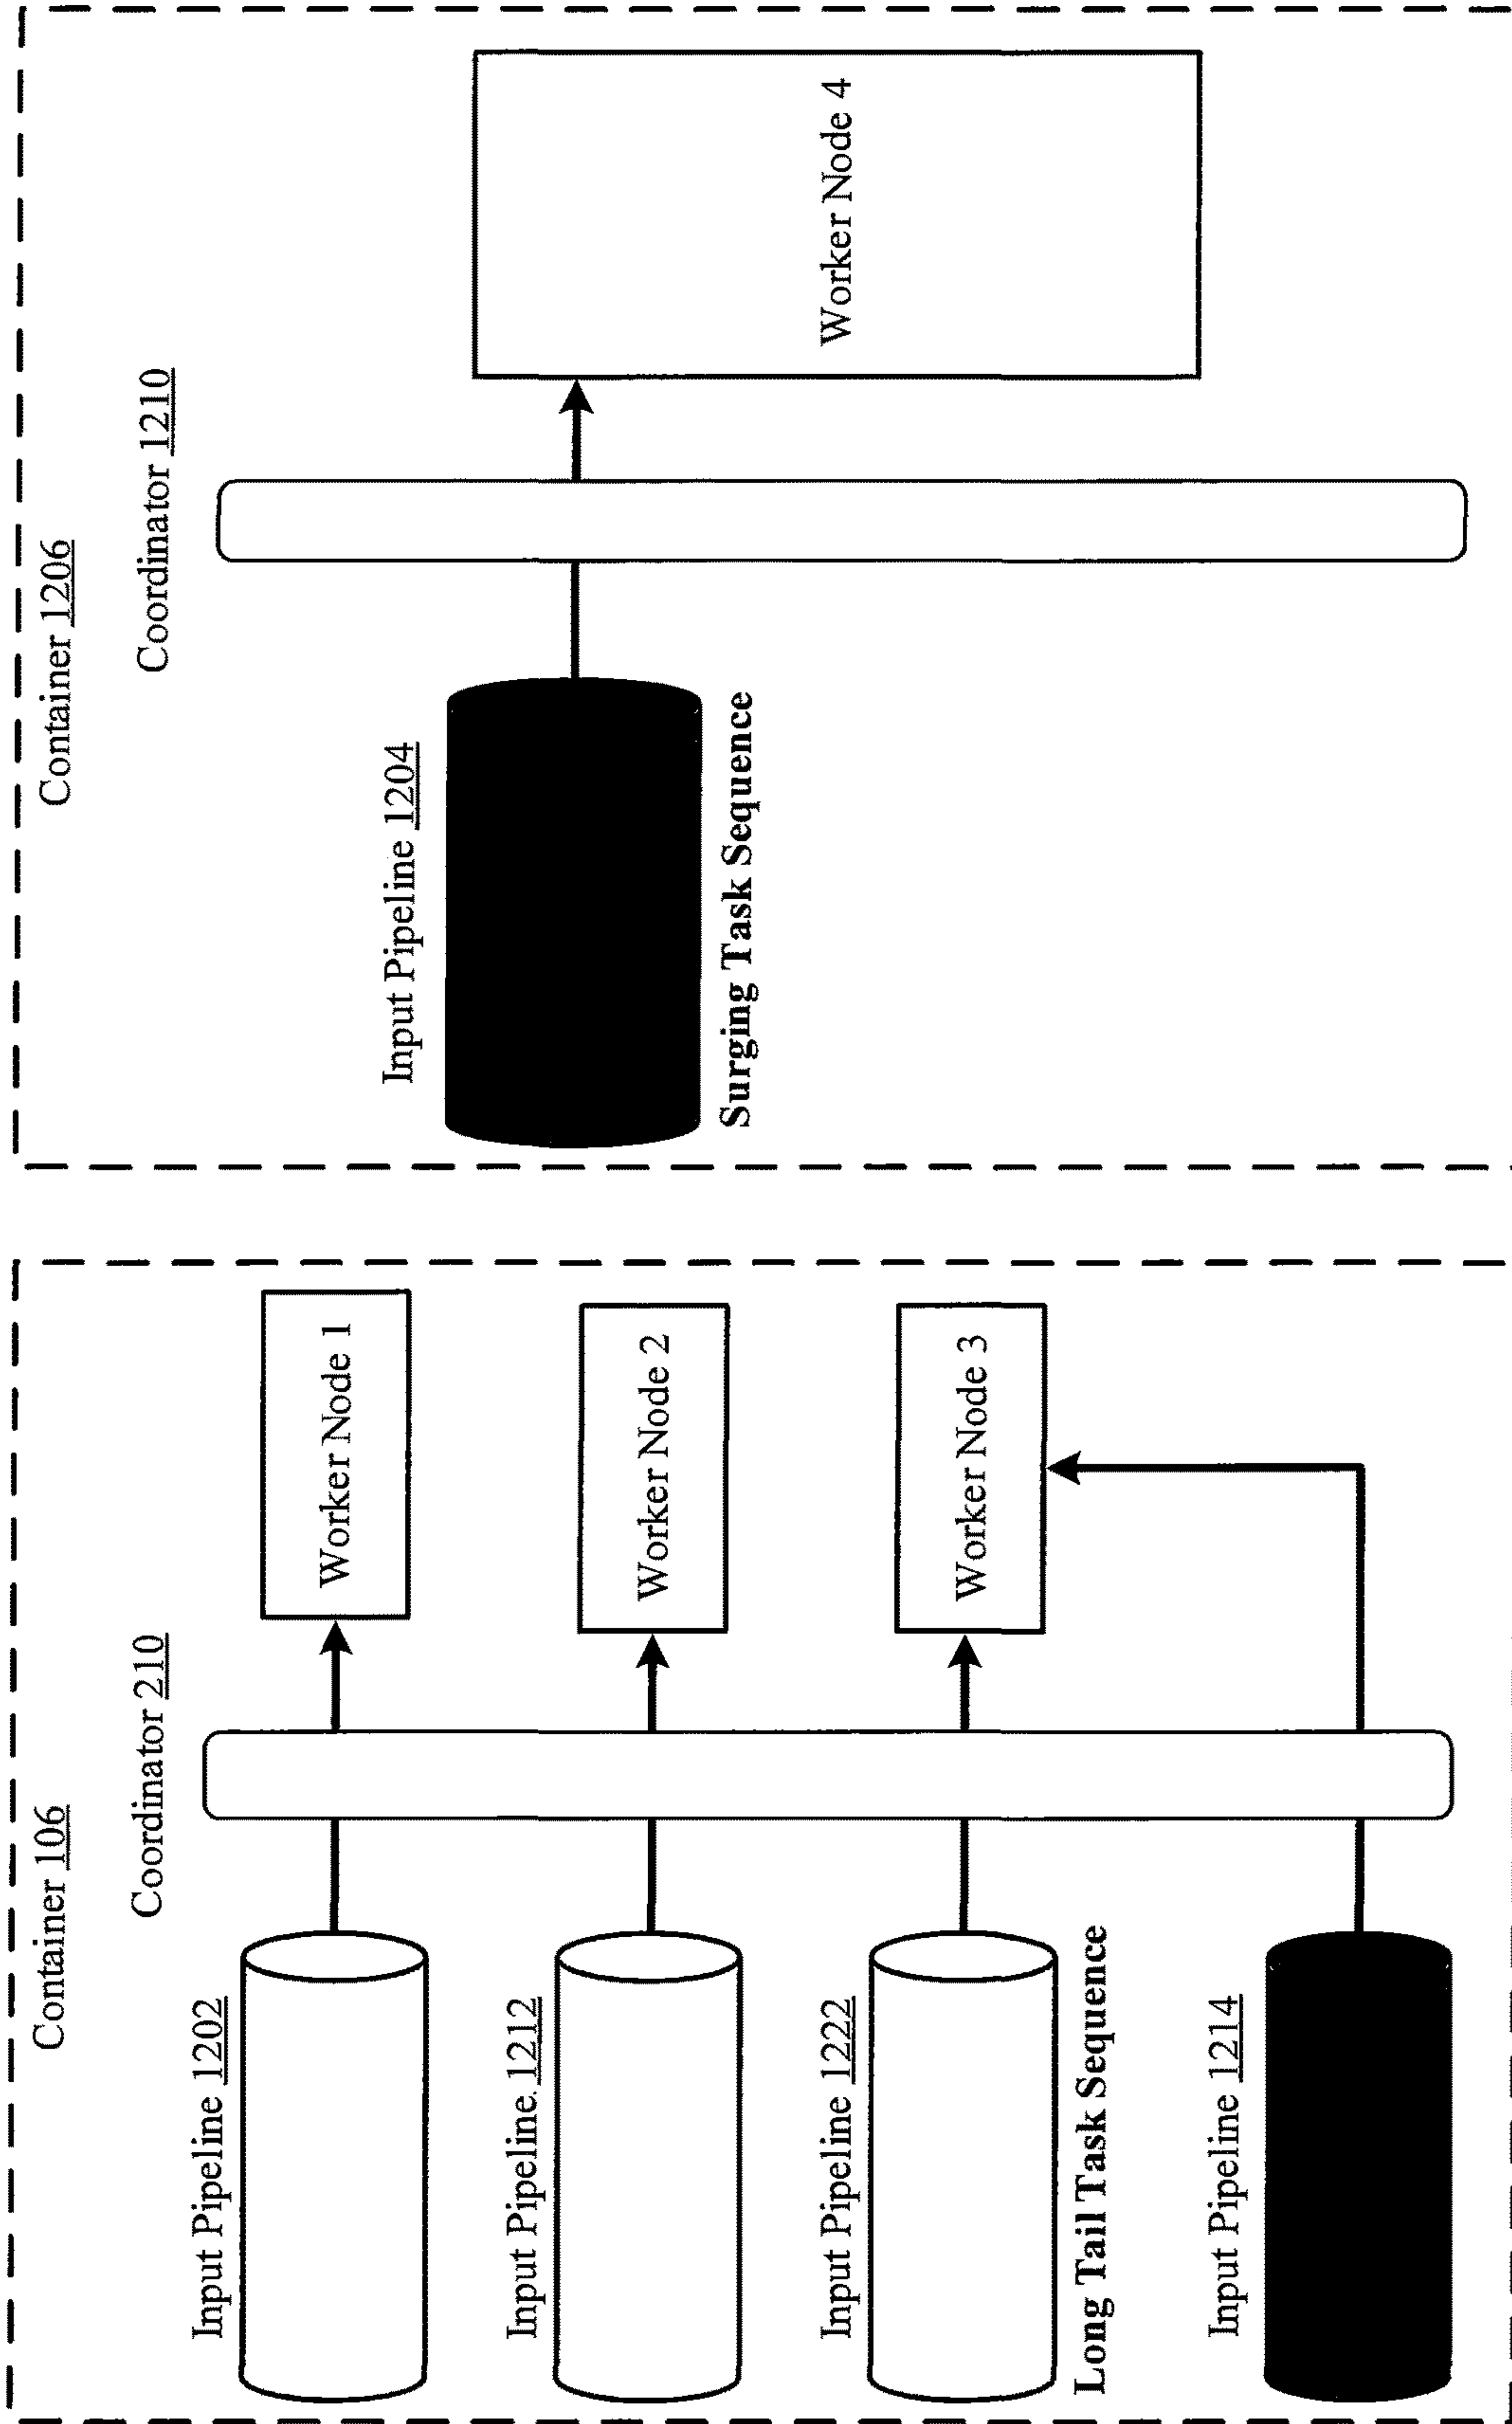 Container 106
Coordinator 210
Input Pipeline 1202
Worker Node 1
Input Pipeline 1212
Worker Node 2
Input Pipeline 1222
Worker Node 3
Long Tail Task Sequence
Input Pipeline 1214
Container 1206
Coordinator 1210
Input Pipeline 1204
Worker Node 4
Surging Task Sequence